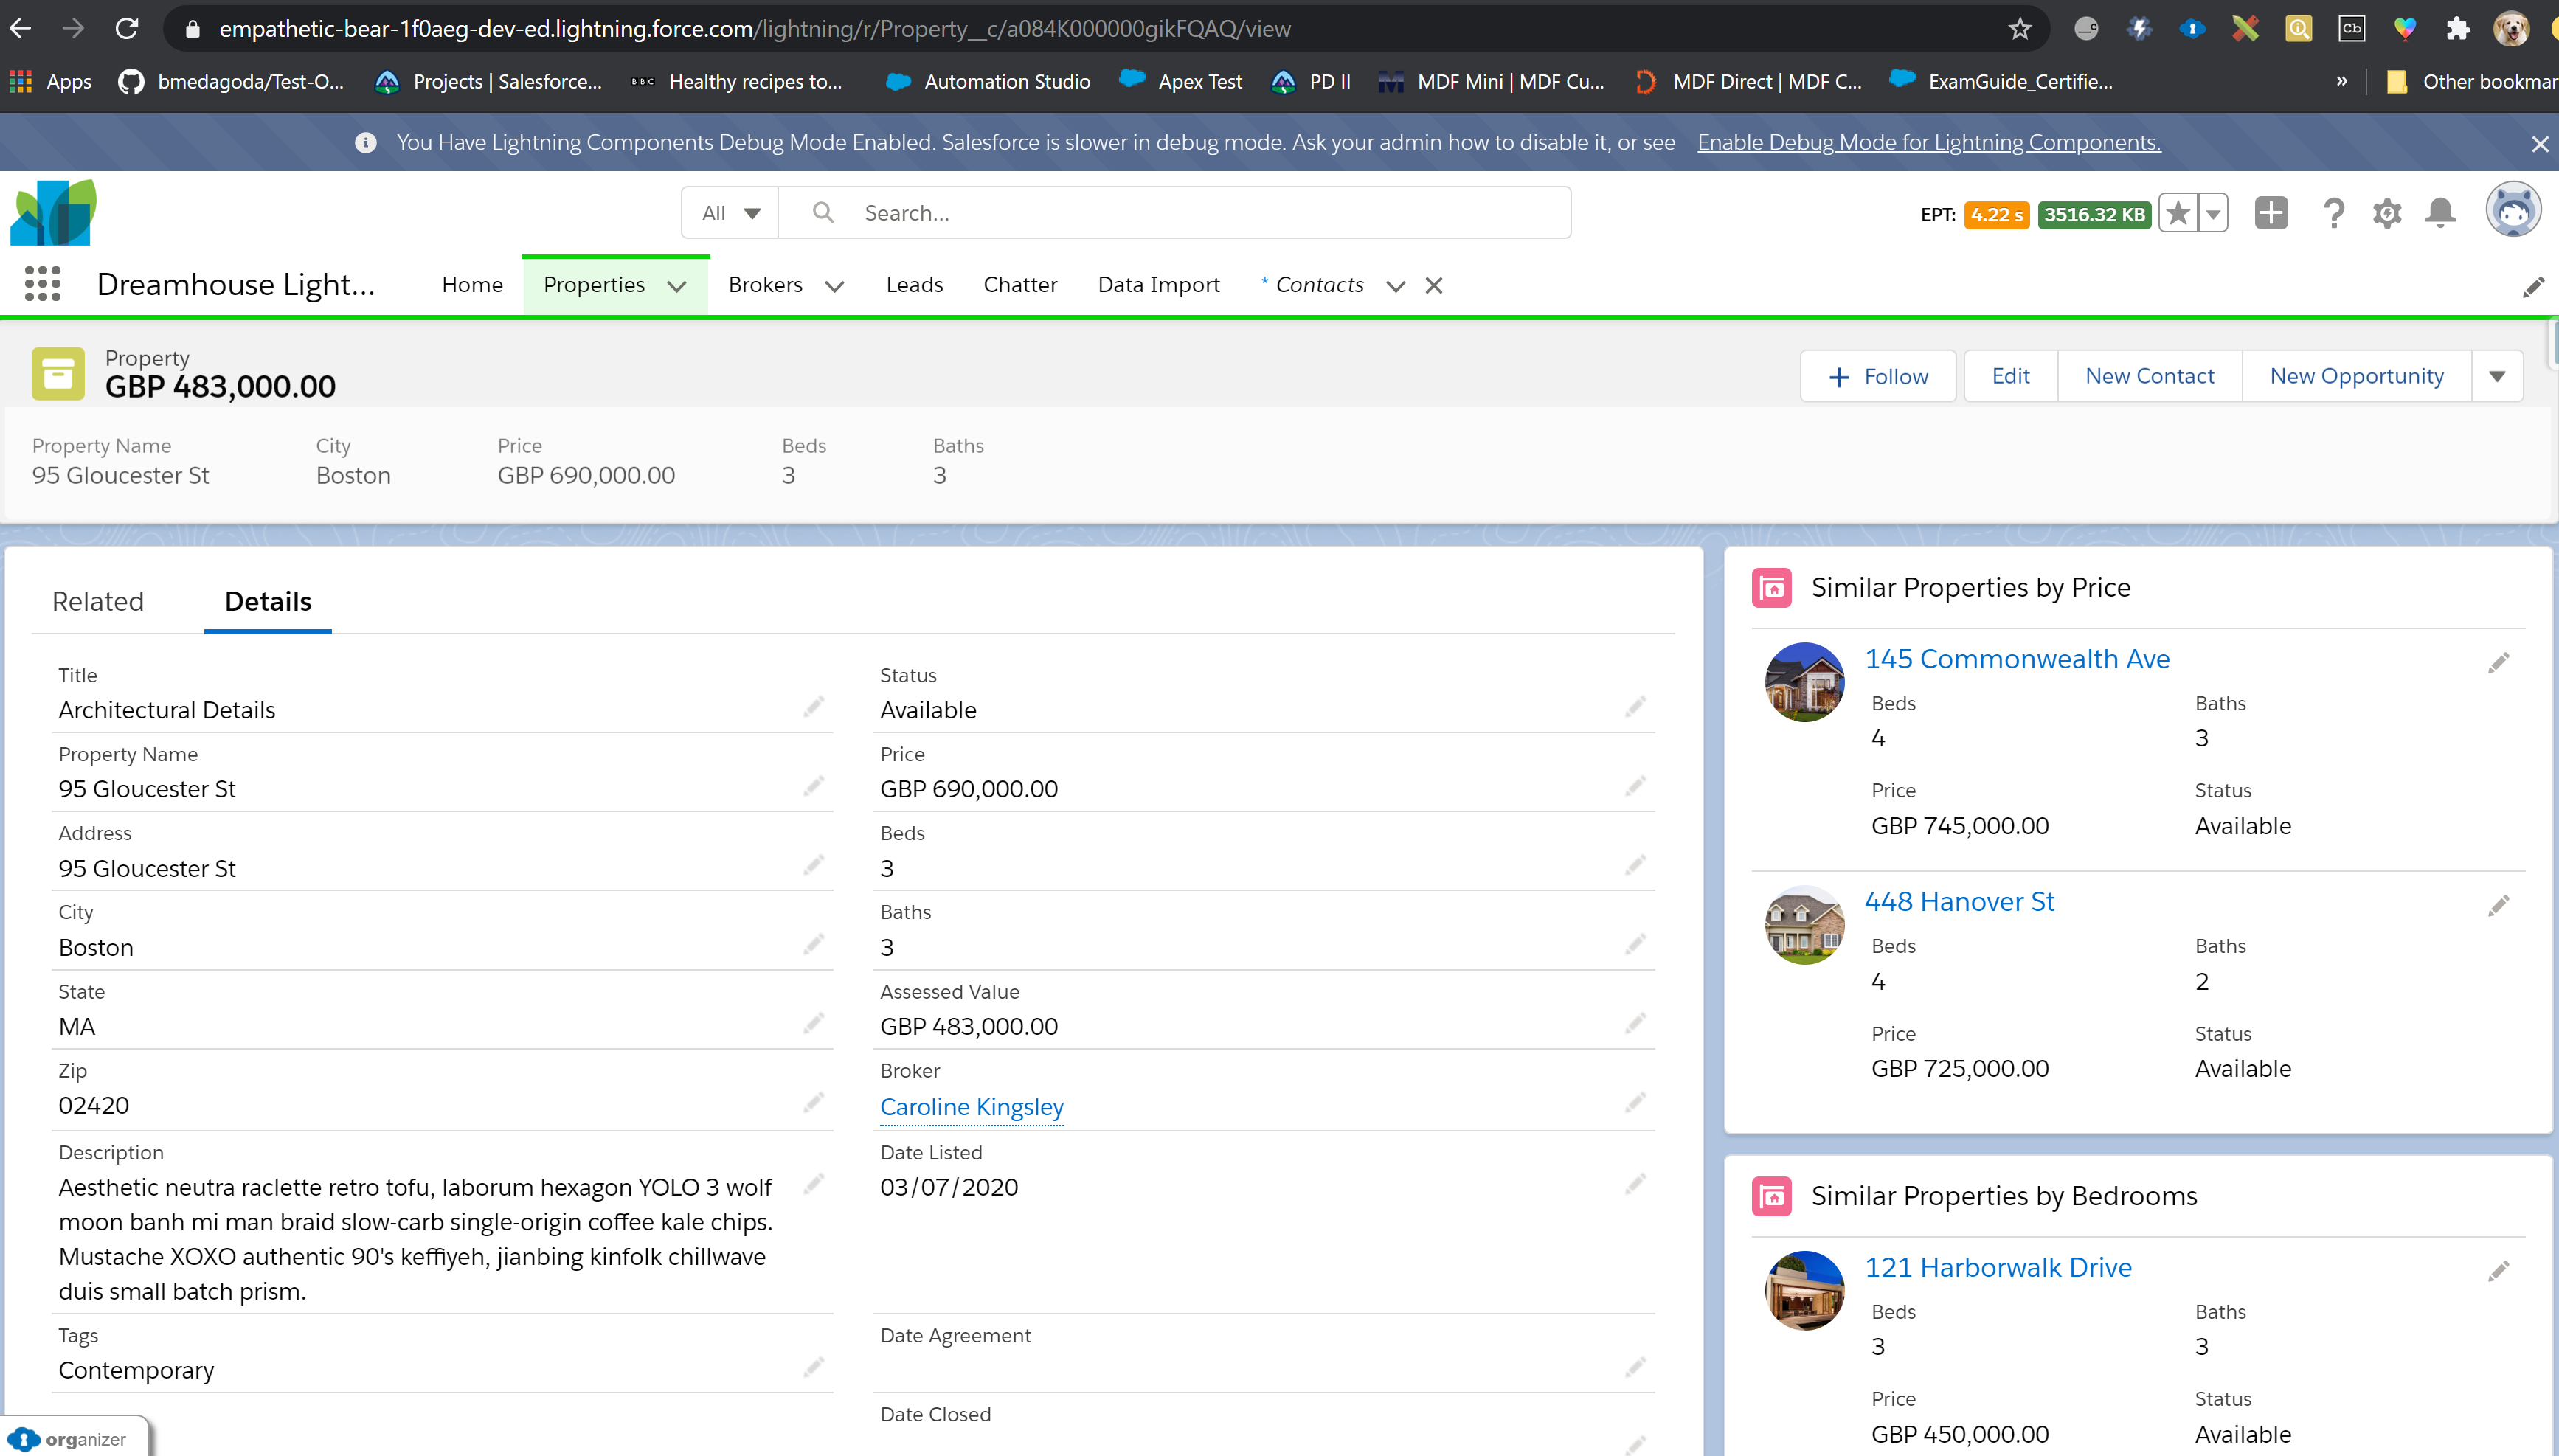 empathetic-bear-1f0aeg-dev-ed.lightning.force.com/lightning/r/Property__c/a084K000000gikFQAQ/view
Apps bmedagoda/Test-O... Projects | Salesforce... BBC Healthy recipes to... Automation Studio Apex Test PD II MDF Mini | MDF Cu... MDF Direct | MDF C... ExamGuide_Certifie... » Other bookmar
You Have Lightning Components Debug Mode Enabled. Salesforce is slower in debug mode. Ask your admin how to disable it, or see Enable Debug Mode for Lightning Components.
All Search... EPT: 4.22 s 3516.32 KB
Dreamhouse Light... Home Properties Brokers Leads Chatter Data Import * Contacts
Property
GBP 483,000.00
+ Follow Edit New Contact New Opportunity
Property Name City Price Beds Baths
95 Gloucester St Boston GBP 690,000.00 3 3
Related Details
Title
Architectural Details
Property Name
95 Gloucester St
Address
95 Gloucester St
City
Boston
State
MA
Zip
02420
Description
Aesthetic neutra raclette retro tofu, laborum hexagon YOLO 3 wolf
moon banh mi man braid slow-carb single-origin coffee kale chips.
Mustache XOXO authentic 90's keffiyeh, jianbing kinfolk chillwave
duis small batch prism.
Tags
Contemporary
Status
Available
Price
GBP 690,000.00
Beds
3
Baths
3
Assessed Value
GBP 483,000.00
Broker
Caroline Kingsley
Date Listed
03/07/2020
Date Agreement
Date Closed
Similar Properties by Price
145 Commonwealth Ave
Beds Baths
4 3
Price Status
GBP 745,000.00 Available
448 Hanover St
Beds Baths
4 2
Price Status
GBP 725,000.00 Available
Similar Properties by Bedrooms
121 Harborwalk Drive
Beds Baths
3 3
Price Status
GBP 450,000.00 Available
organizer